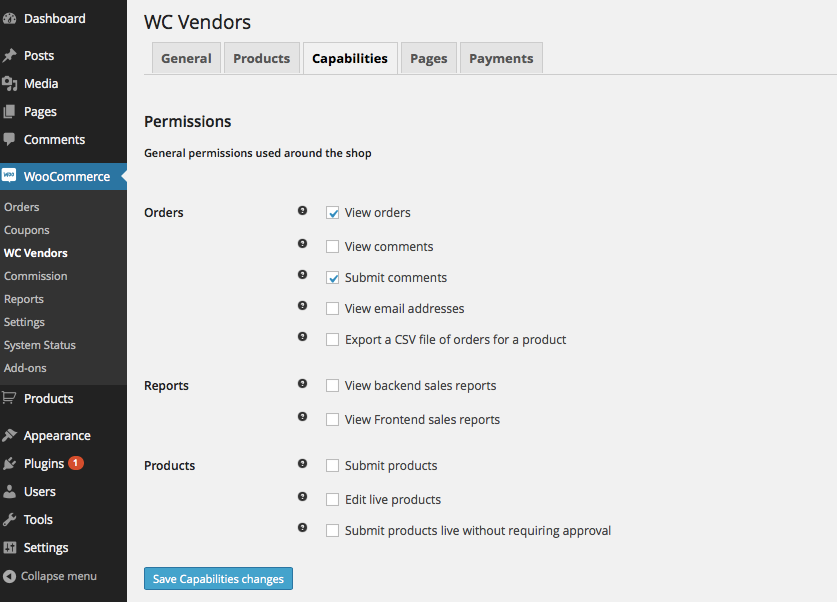 Dashboard
Posts
Media
Pages
Comments
WooCommerce
Orders
Coupons
WC Vendors
Commission
Reports
Settings
System Status
Add-ons
Products
Appearance
Plugins 1
Users
Tools
Settings
Collapse menu
WC Vendors
General Products Capabilities Pages Payments
Permissions
General permissions used around the shop
Orders ? View orders
? View comments
? Submit comments
? View email addresses
? Export a CSV file of orders for a product
Reports ? View backend sales reports
? View Frontend sales reports
Products ? Submit products
? Edit live products
? Submit products live without requiring approval
Save Capabilities changes